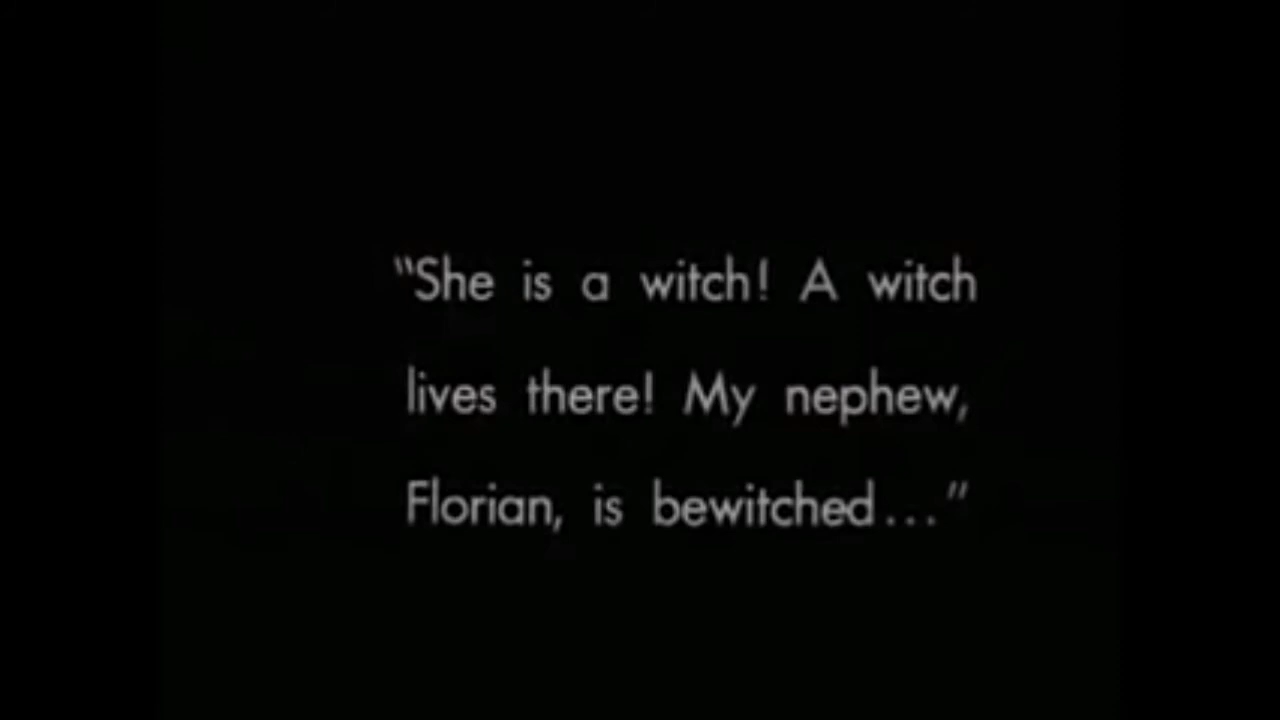 “She is a witch! A witch
lives there! My nephew,
Florian, is bewitched...”